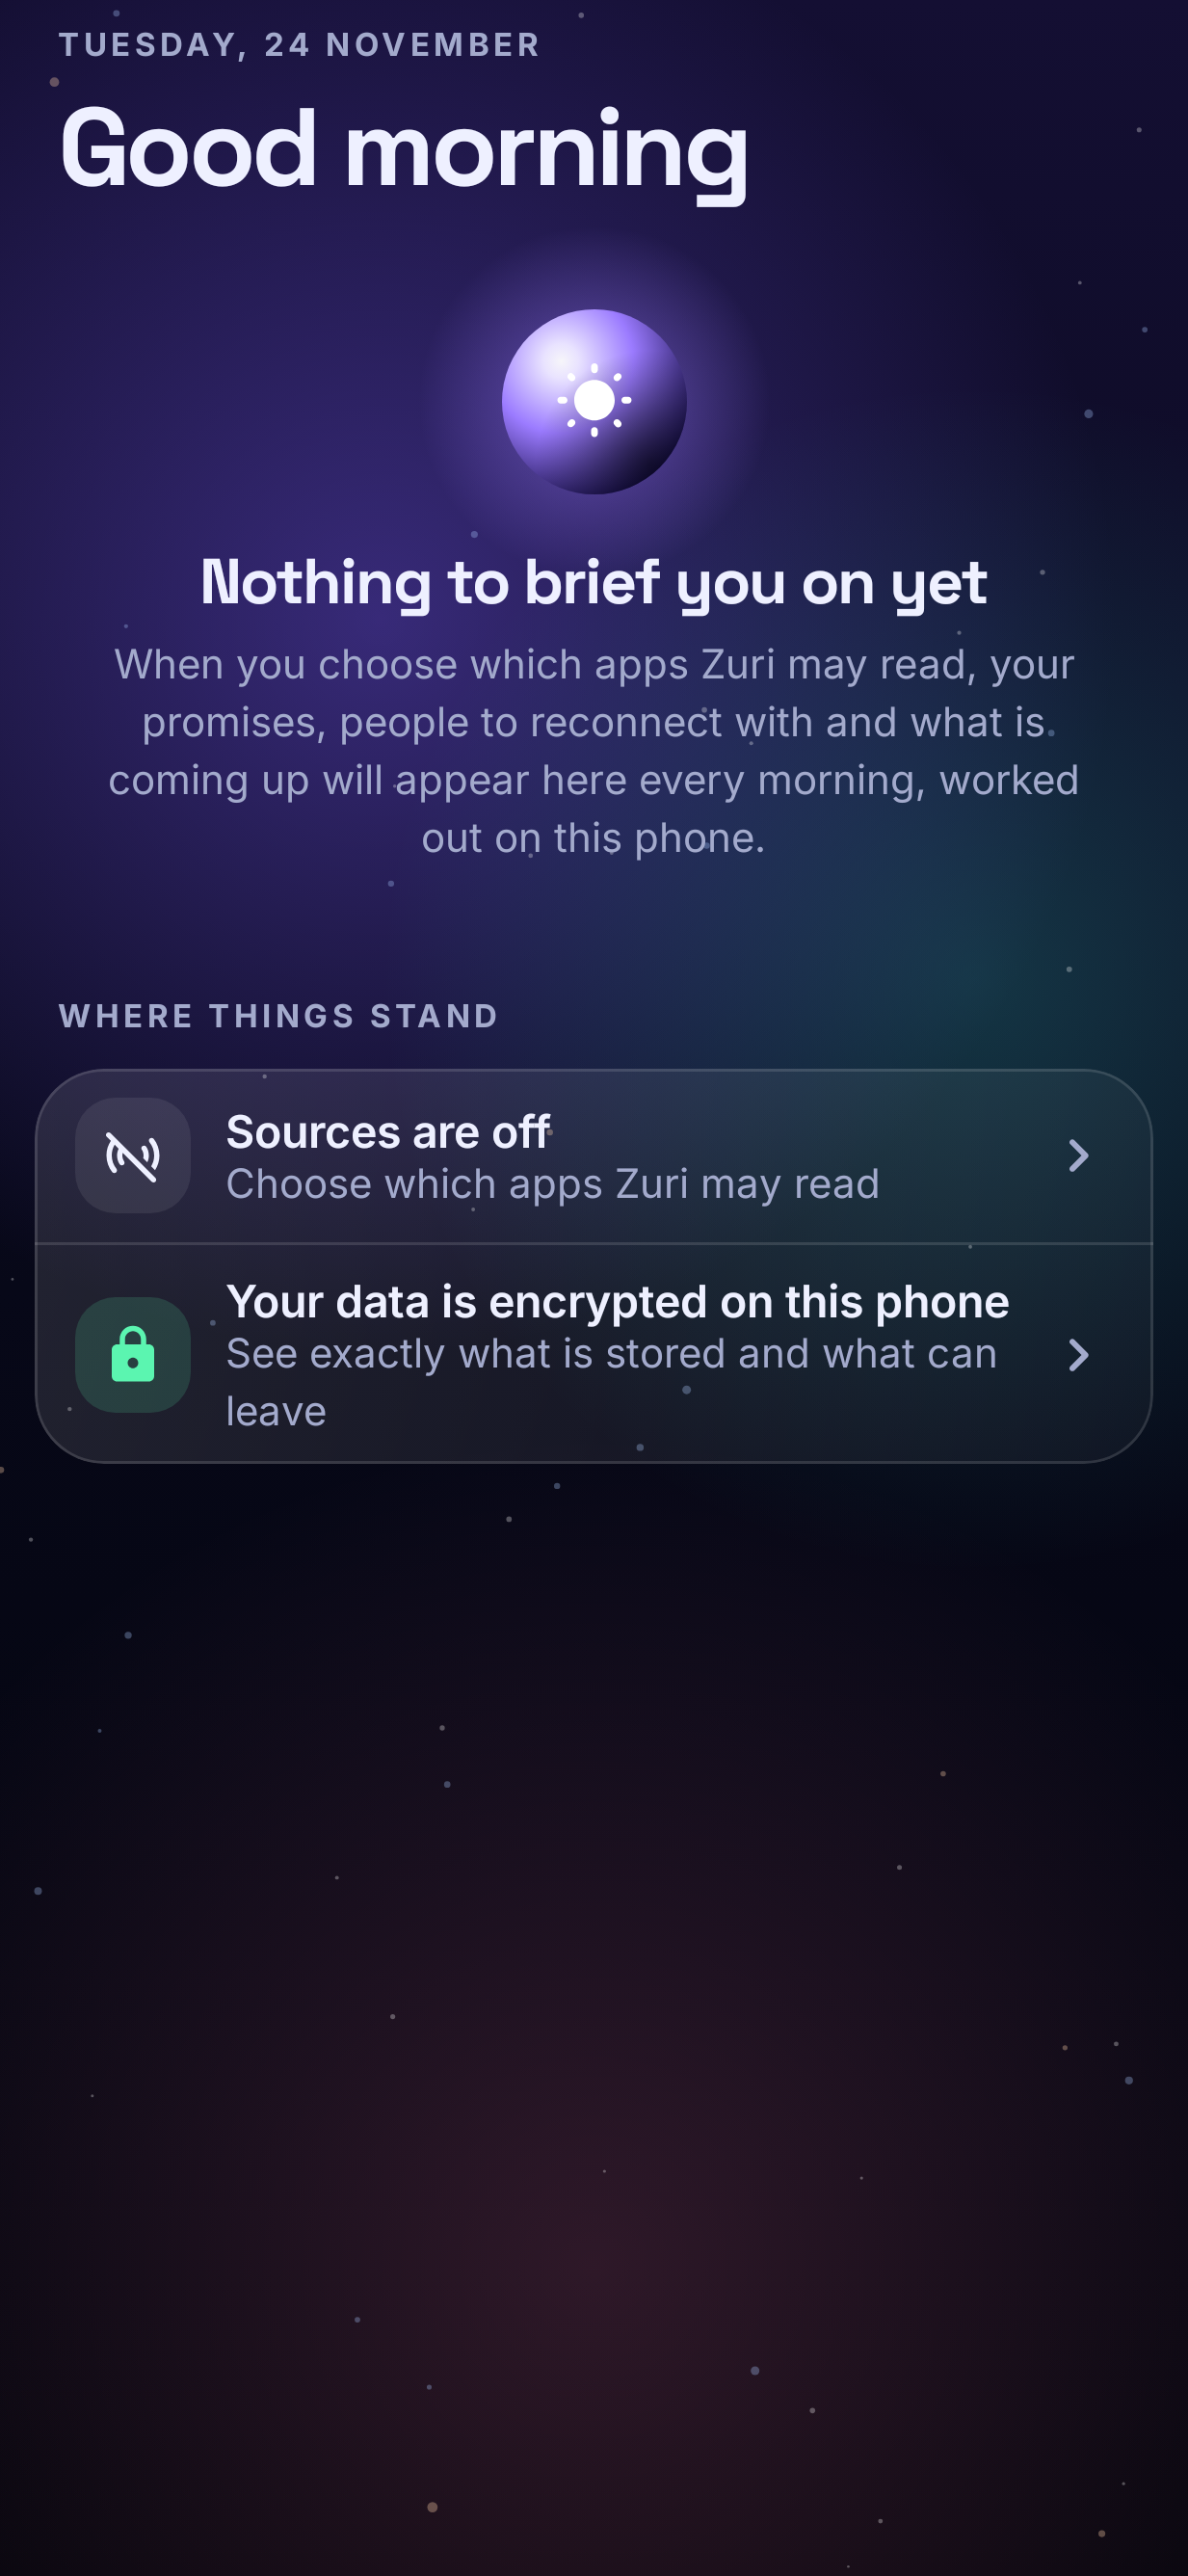 TUESDAY, 24 NOVEMBER
Good morning
Nothing to brief you on yet
When you choose which apps Zuri may read, your
promises, people to reconnect with and what is
coming up will appear here every morning, worked
out on this phone.
WHERE THINGS STAND
Sources are off
Choose which apps Zuri may read
Your data is encrypted on this phone
See exactly what is stored and what can
leave